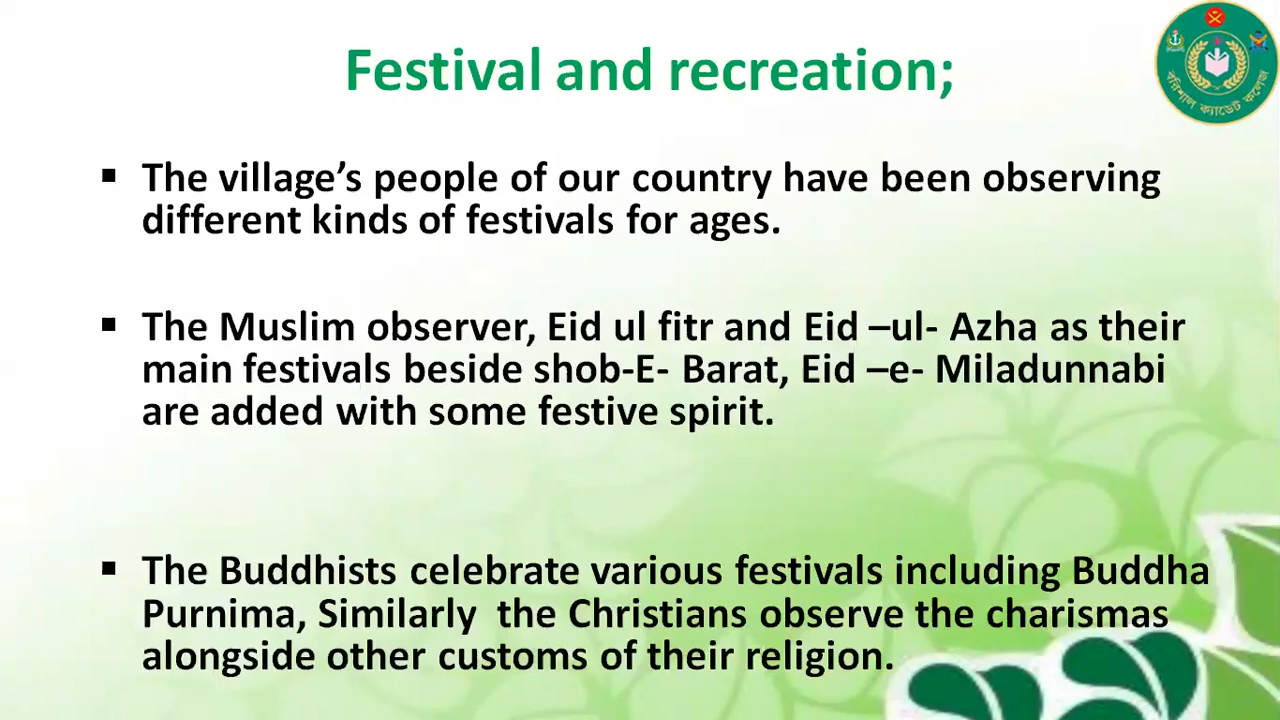 Festival and recreation;
বরিশাল ক্যাডেট কলেজ
▪ The village’s people of our country have been observing
different kinds of festivals for ages.
▪ The Muslim observer, Eid ul fitr and Eid –ul- Azha as their
main festivals beside shob-E- Barat, Eid –e- Miladunnabi
are added with some festive spirit.
▪ The Buddhists celebrate various festivals including Buddha
Purnima, Similarly the Christians observe the charismas
alongside other customs of their religion.